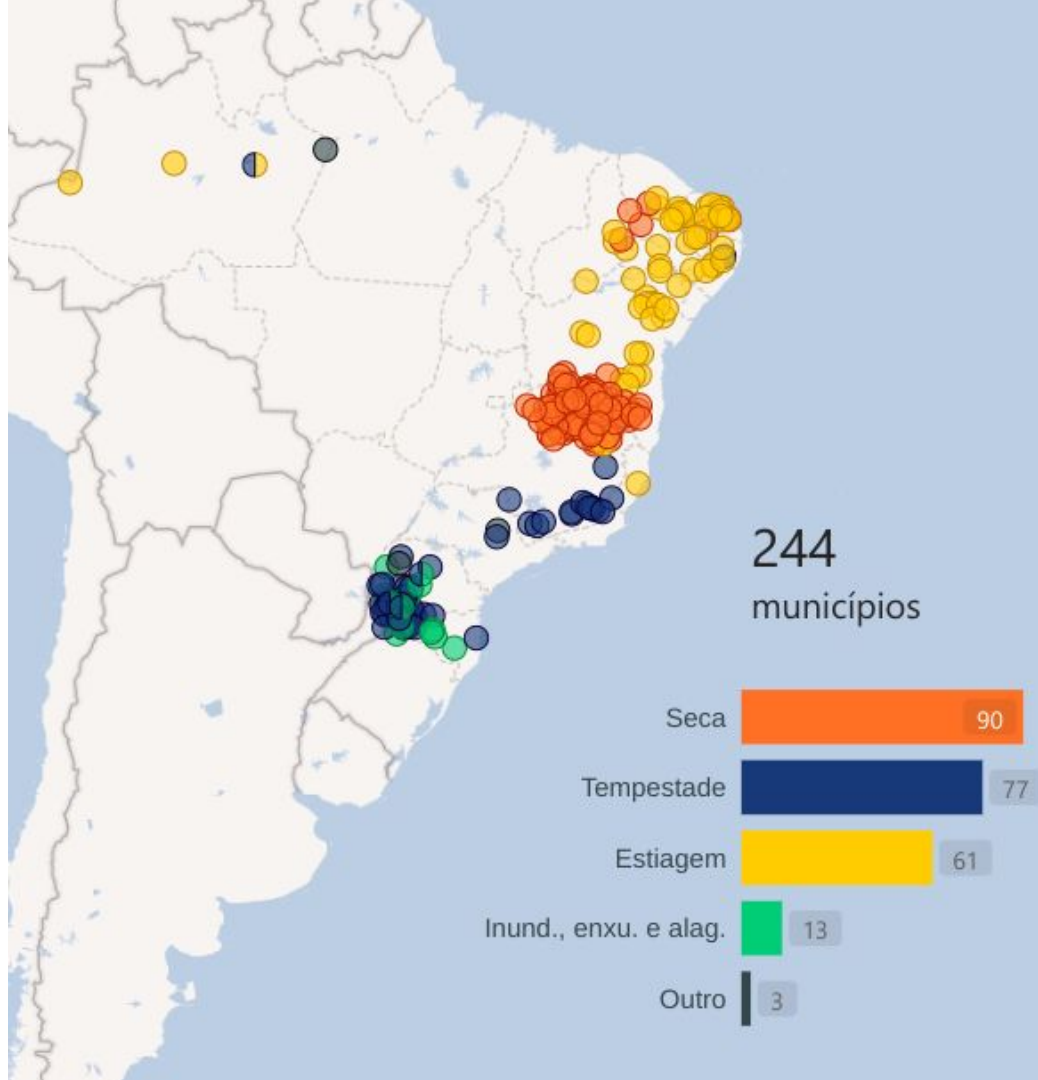 244
municípios
Seca 90
Tempestade 77
Estiagem 61
Inund., enxu. e alag. 13
Outro 3